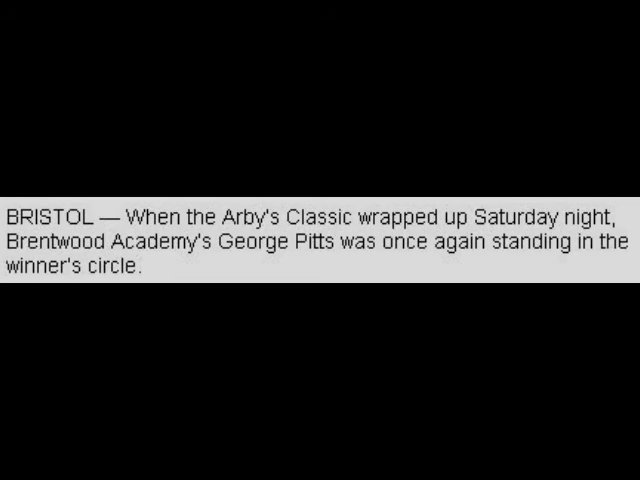 BRISTOL — When the Arby's Classic wrapped up Saturday night,
Brentwood Academy's George Pitts was once again standing in the
winner's circle.